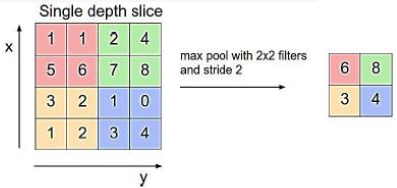 Single depth slice
x
1 1 2 4
5 6 7 8
3 2 1 0
1 2 3 4
y
max pool with 2x2 filters
and stride 2
6 8
3 4